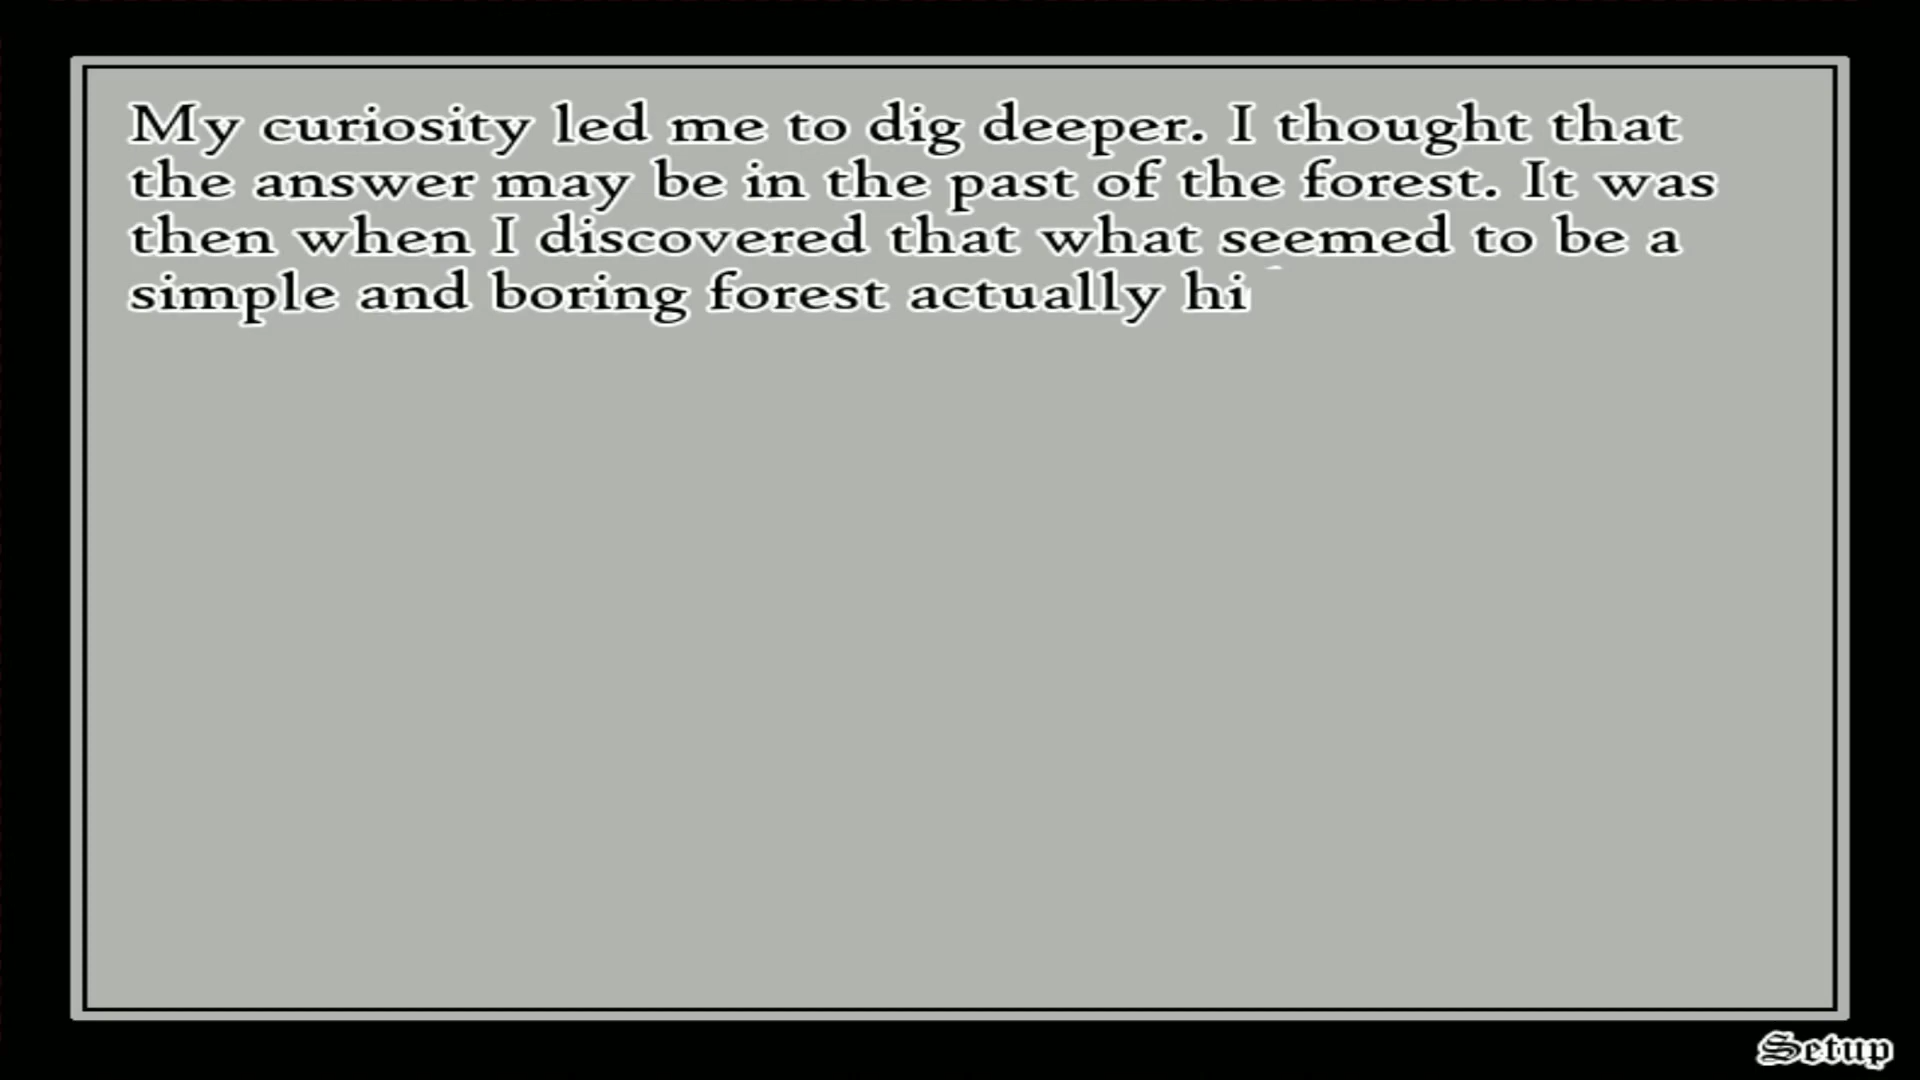 My curiosity led me to dig deeper. I thought that
the answer may be in the past of the forest. It was
then when I discovered that what seemed to be a
simple and boring forest actually hi
Setup